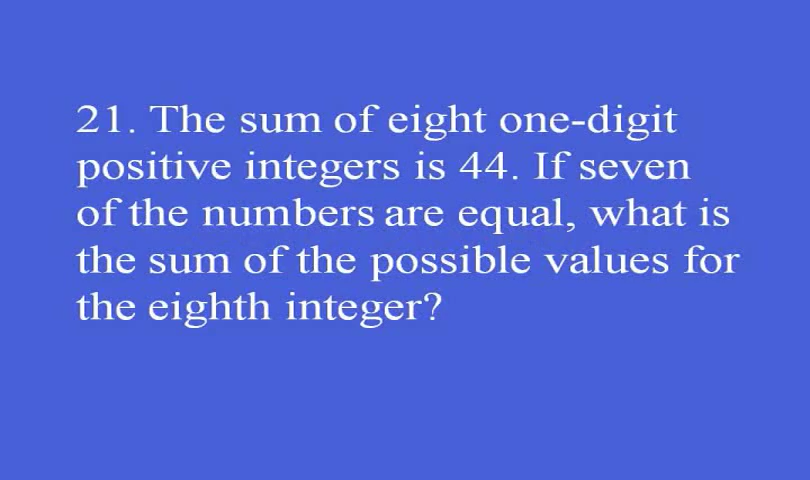 21. The sum of eight one-digit
positive integers is 44. If seven
of the numbers are equal, what is
the sum of the possible values for
the eighth integer?